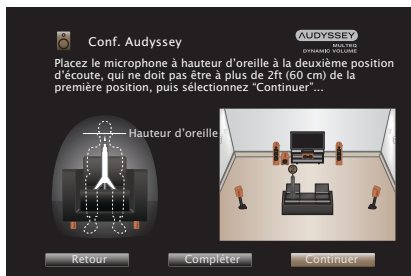 Conf. Audyssey
AUDYSSEY
MULTEQ
DYNAMIC VOLUME
Placez le microphone à hauteur d'oreille à la deuxième position
d'écoute, qui ne doit pas être à plus de 2ft (60 cm) de la
première position, puis sélectionnez “Continuer”...
Hauteur d'oreille
Retour
Compléter
Continuer